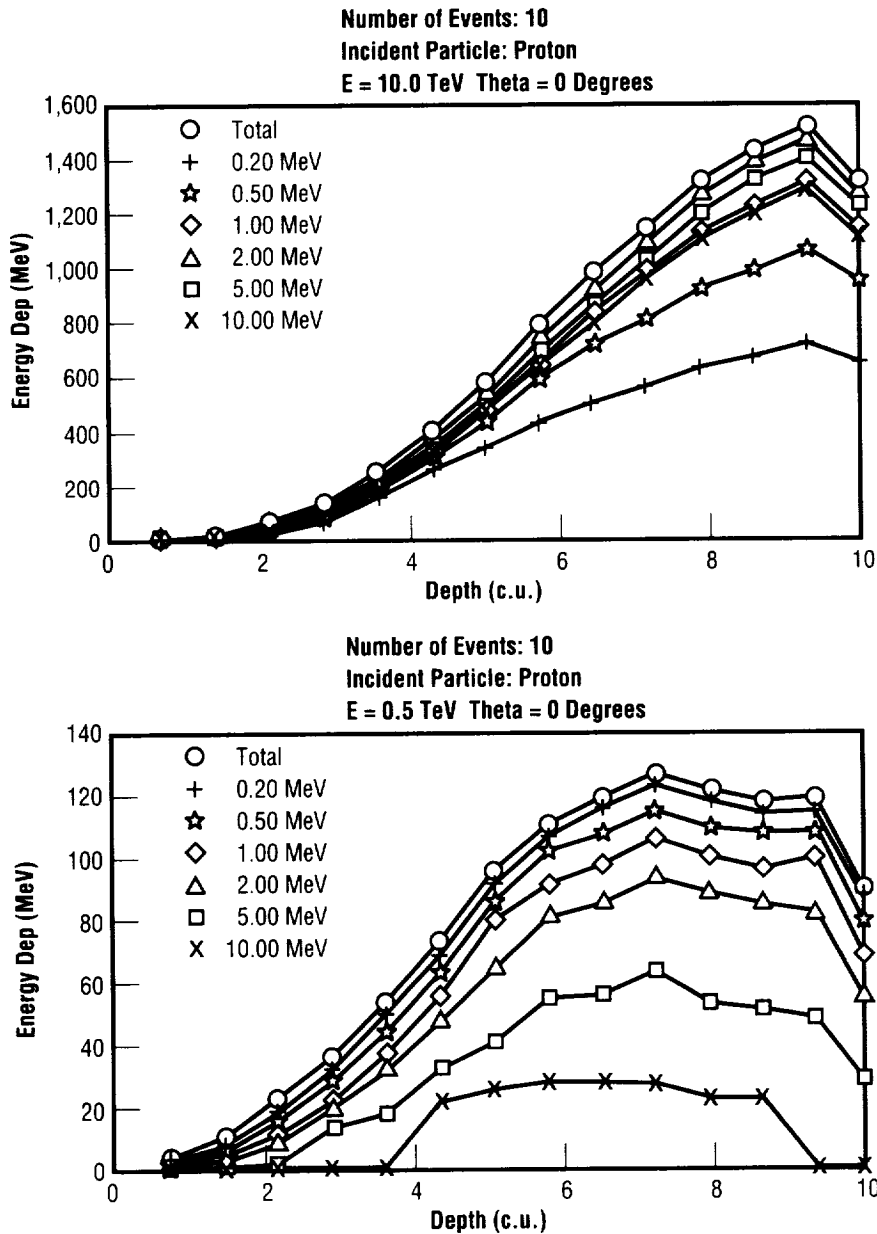 Number of Events: 10
Incident Particle: Proton
E = 10.0 TeV Theta = 0 Degrees
1,600
1,400
1,200
1,000
800
600
400
200
0
Energy Dep (MeV)
Total
0.20 MeV
0.50 MeV
1.00 MeV
2.00 MeV
5.00 MeV
10.00 MeV
0 2 4 6 8 10
Depth (c.u.)
Number of Events: 10
Incident Particle: Proton
E = 0.5 TeV Theta = 0 Degrees
140
120
100
80
60
40
20
0
Energy Dep (MeV)
Total
0.20 MeV
0.50 MeV
1.00 MeV
2.00 MeV
5.00 MeV
10.00 MeV
0 2 4 6 8 10
Depth (c.u.)